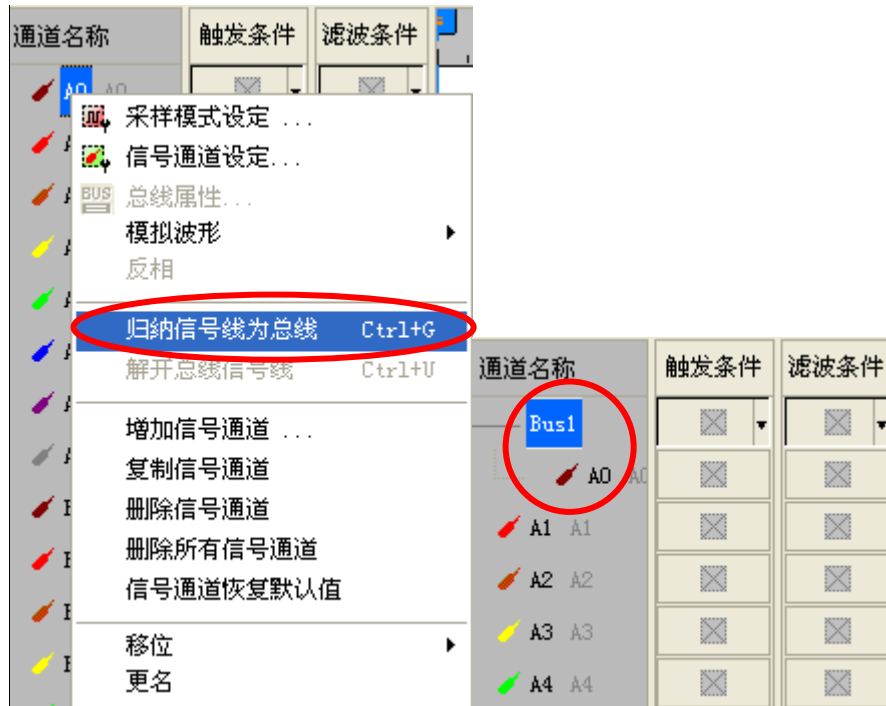 通道名称 触发条件 滤波条件
A0 A0
采样模式设定 ...
信号通道设定...
BUS 总线属性...
模拟波形
反相
归纳信号线为总线 Ctrl+G
解开总线信号线 Ctrl+U
增加信号通道 ...
复制信号通道
删除信号通道
删除所有信号通道
信号通道恢复默认值
移位
更名
通道名称 触发条件 滤波条件
Bus1
A0 A0
A1 A1
A2 A2
A3 A3
A4 A4